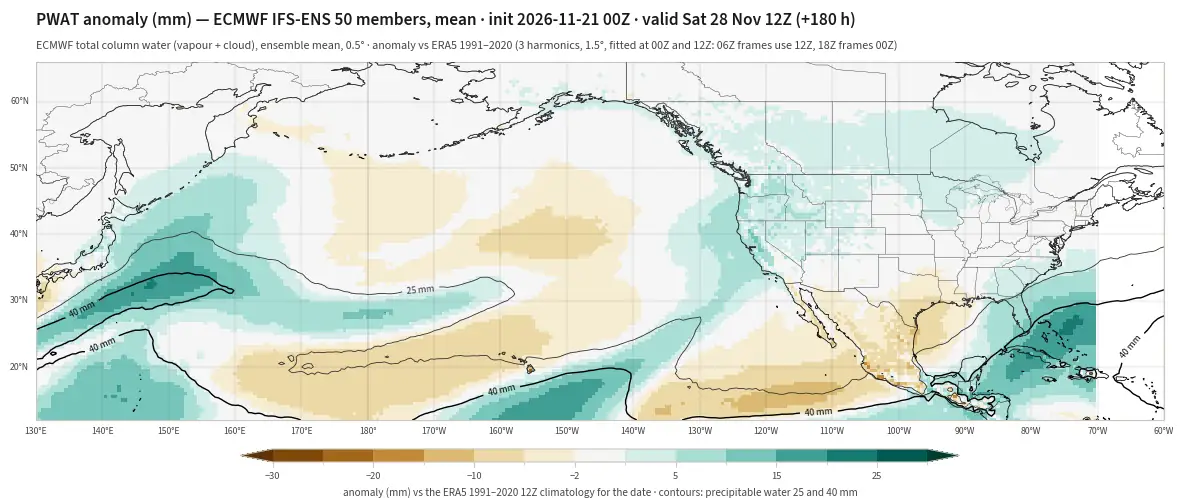 PWAT anomaly (mm) — ECMWF IFS-ENS 50 members, mean · init 2026-11-21 00Z · valid Sat 28 Nov 12Z (+180 h)
ECMWF total column water (vapour + cloud), ensemble mean, 0.5° · anomaly vs ERA5 1991–2020 (3 harmonics, 1.5°, fitted at 00Z and 12Z: 06Z frames use 12Z, 18Z frames 00Z)
60°N
50°N
40°N
30°N
20°N
25 mm
40 mm
40 mm
40 mm
40 mm
40 mm
130°E 140°E 150°E 160°E 170°E 180° 170°W 160°W 150°W 140°W 130°W 120°W 110°W 100°W 90°W 80°W 70°W 60°W
−30 −20 −10 −2 5 15 25
anomaly (mm) vs the ERA5 1991–2020 12Z climatology for the date · contours: precipitable water 25 and 40 mm